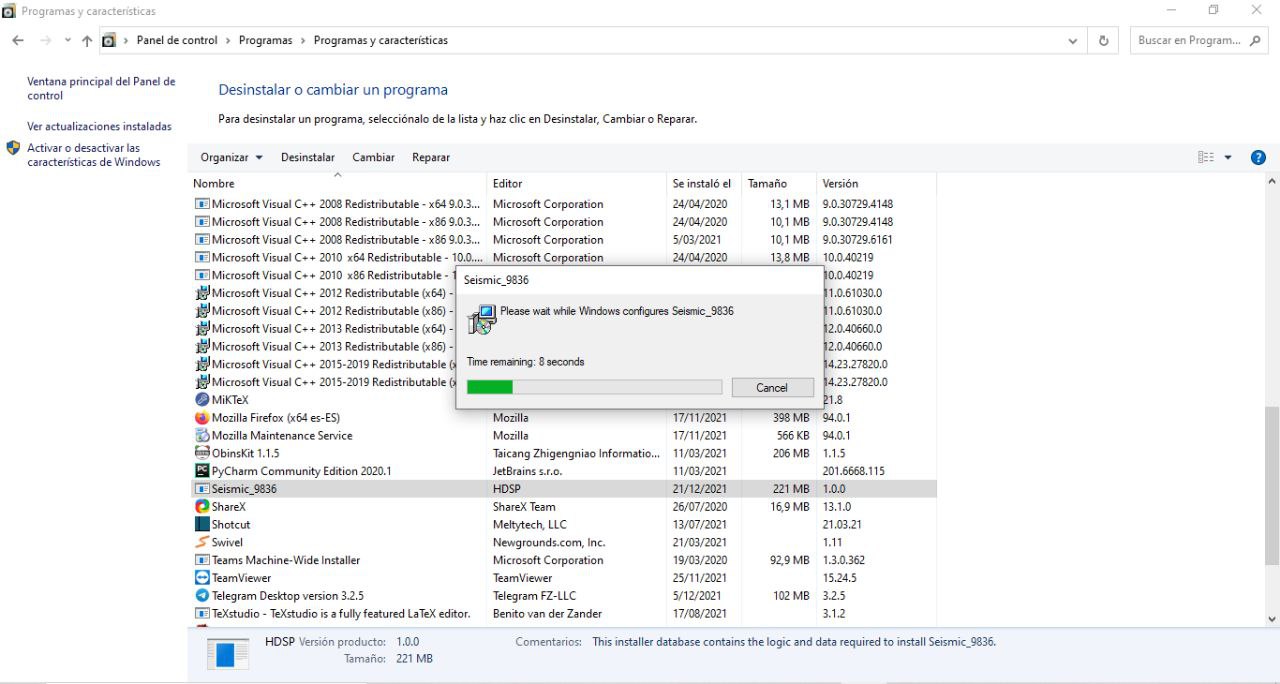 Programas y características
Panel de control › Programas › Programas y características
Buscar en Program...
Ventana principal del Panel de
control
Ver actualizaciones instaladas
Activar o desactivar las
características de Windows
Desinstalar o cambiar un programa
Para desinstalar un programa, selecciónalo de la lista y haz clic en Desinstalar, Cambiar o Reparar.
Organizar Desinstalar Cambiar Reparar
Nombre Editor Se instaló el Tamaño Versión
Microsoft Visual C++ 2008 Redistributable - x64 9.0.3... Microsoft Corporation 24/04/2020 13,1 MB 9.0.30729.4148
Microsoft Visual C++ 2008 Redistributable - x86 9.0.3... Microsoft Corporation 24/04/2020 10,1 MB 9.0.30729.4148
Microsoft Visual C++ 2008 Redistributable - x86 9.0.3... Microsoft Corporation 5/03/2021 10,1 MB 9.0.30729.6161
Microsoft Visual C++ 2010 x64 Redistributable - 10.0.... Microsoft Corporation 24/04/2020 13,8 MB 10.0.40219
Microsoft Visual C++ 2010 x86 Redistributable - 1 10.0.40219
Microsoft Visual C++ 2012 Redistributable (x64) - 11.0.61030.0
Microsoft Visual C++ 2012 Redistributable (x86) - 11.0.61030.0
Microsoft Visual C++ 2013 Redistributable (x64) - 12.0.40660.0
Microsoft Visual C++ 2013 Redistributable (x86) - 12.0.40660.0
Microsoft Visual C++ 2015-2019 Redistributable (x 14.23.27820.0
Microsoft Visual C++ 2015-2019 Redistributable (x 14.23.27820.0
MiKTeX 21.8
Mozilla Firefox (x64 es-ES) Mozilla 17/11/2021 398 MB 94.0.1
Mozilla Maintenance Service Mozilla 17/11/2021 566 KB 94.0.1
ObinsKit 1.1.5 Taicang Zhigengniao Informatio... 11/03/2021 206 MB 1.1.5
PyCharm Community Edition 2020.1 JetBrains s.r.o. 11/03/2021 201.6668.115
Seismic_9836 HDSP 21/12/2021 221 MB 1.0.0
ShareX ShareX Team 26/07/2020 16,9 MB 13.1.0
Shotcut Meltytech, LLC 13/07/2021 21.03.21
Swivel Newgrounds.com, Inc. 21/03/2021 1.11
Teams Machine-Wide Installer Microsoft Corporation 19/03/2020 92,9 MB 1.3.0.362
TeamViewer TeamViewer 25/11/2021 15.24.5
Telegram Desktop version 3.2.5 Telegram FZ-LLC 5/12/2021 102 MB 3.2.5
TeXstudio - TeXstudio is a fully featured LaTeX editor. Benito van der Zander 17/08/2021 3.1.2
Seismic_9836
Please wait while Windows configures Seismic_9836
Time remaining: 8 seconds
Cancel
HDSP Versión producto: 1.0.0 Comentarios: This installer database contains the logic and data required to install Seismic_9836.
Tamaño: 221 MB